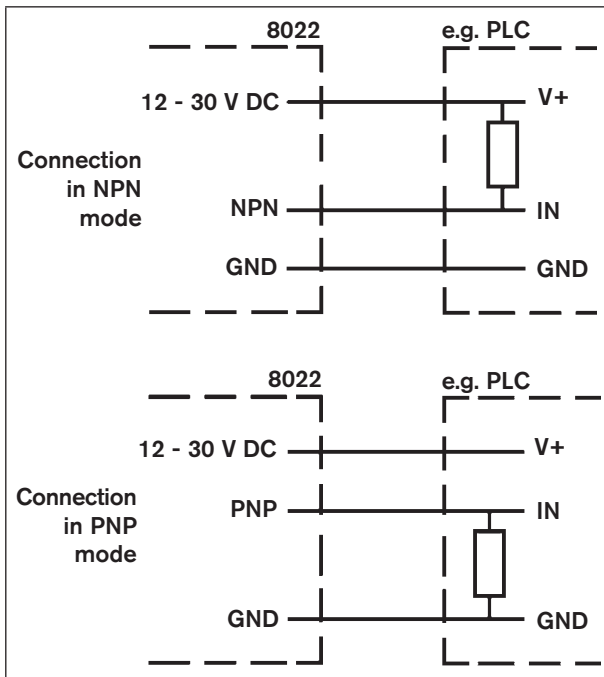 8022 e.g. PLC
12 - 30 V DC V+
Connection
in NPN
mode
NPN IN
GND GND
8022 e.g. PLC
12 - 30 V DC V+
Connection
in PNP
mode
PNP IN
GND GND